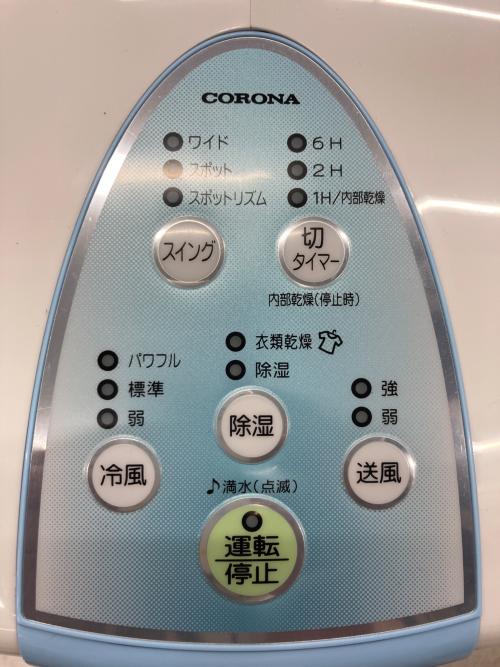 CORONA
ワイド
スポット
スポットリズム
スイング
6H
2H
1H/内部乾燥
切
タイマー
内部乾燥(停止時)
パワフル
標準
弱
冷風
衣類乾燥
除湿
除湿
強
弱
送風
♪満水(点滅)
運転
停止